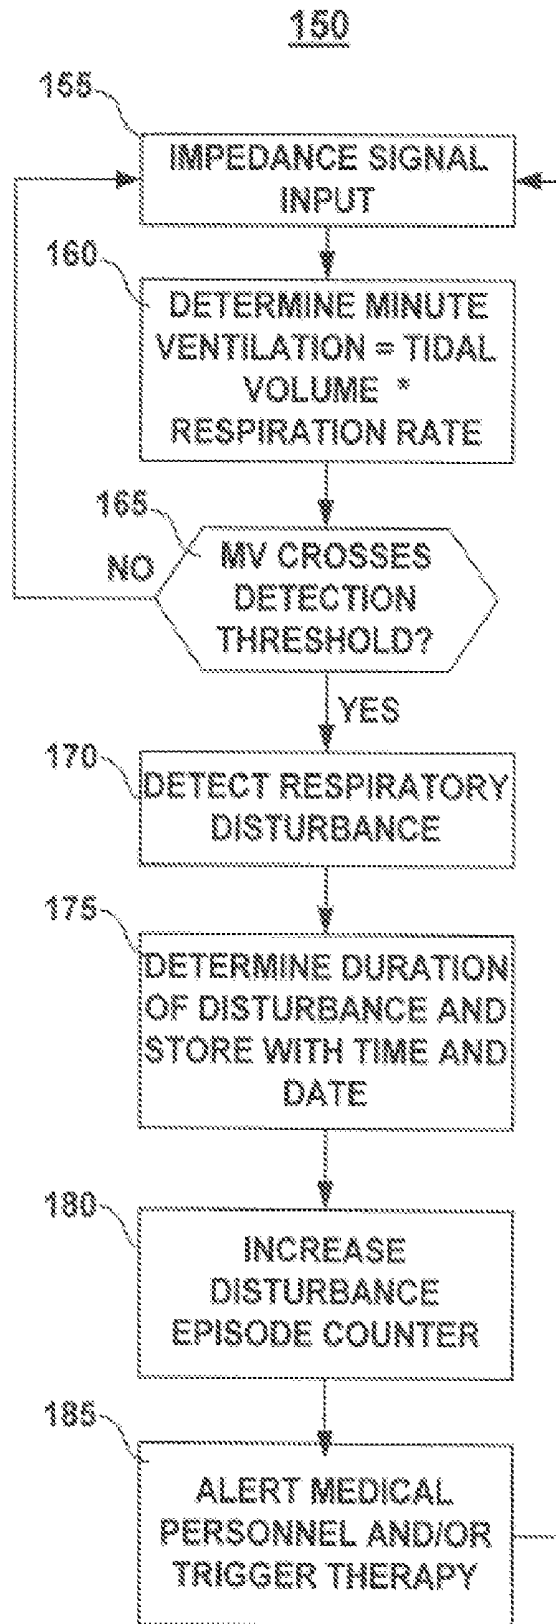 150
155
IMPEDANCE SIGNAL
INPUT
160
DETERMINE MINUTE
VENTILATION = TIDAL
VOLUME *
RESPIRATION RATE
165
NO
MV CROSSES
DETECTION
THRESHOLD?
YES
170
DETECT RESPIRATORY
DISTURBANCE
175
DETERMINE DURATION
OF DISTURBANCE AND
STORE WITH TIME AND
DATE
180
INCREASE
DISTURBANCE
EPISODE COUNTER
185
ALERT MEDICAL
PERSONNEL AND/OR
TRIGGER THERAPY